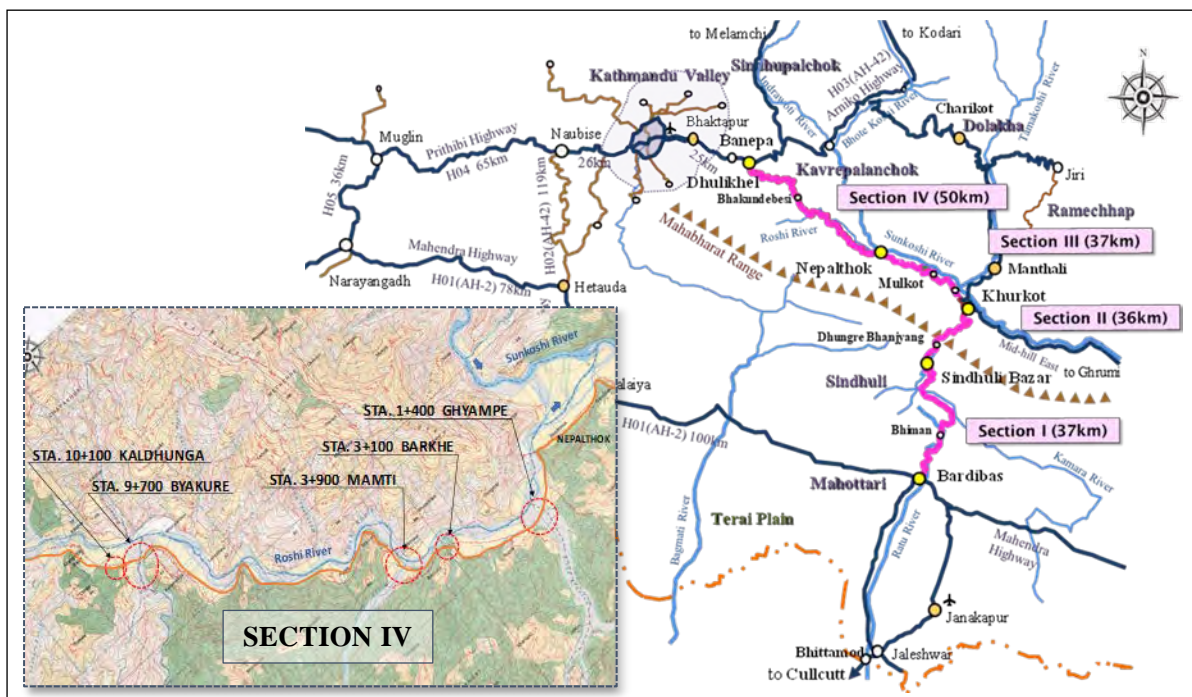 to Melamchi
to Kodari
N
Sindhupalchok
Kathmandu Valley
Indrawoti River
H03(AH-42)
Arniko Highway
Bhote Koshi River
Tamakoshi River
Charikot
Dolakha
Muglin
Prithibi Highway
H04 65km
Naubise
26km
Bhaktapur
25km
Banepa
Dhulikhel
Kavrepalanchok
Jiri
H05 36km
H02(AH-42) 119km
Bhakundebesi
Section IV (50km)
Ramechhap
Mahendra Highway
H01(AH-2) 78km
Narayangadh
Hetauda
Mahabharat Range
Roshi River
Sunkoshi River
Nepalthok
Mulkot
Section III (37km)
Manthali
Khurkot
Section II (36km)
Dhungre Bhanjyang
Mid-hill East
to Ghrumi
Sindhuli
Sindhuli Bazar
H01(AH-2) 100km
Bhiman
Section I (37km)
Kamara River
Mahottari
Bardibas
Terai Plain
Bagmati River
Ratu River
Mahendra
Highway
Janakapur
Bhittamod
Jaleshwar
to Cullcutt
Sunkoshi River
alaiya
STA. 1+400 GHYAMPE
NEPALTHOK
STA. 3+100 BARKHE
STA. 10+100 KALDHUNGA
STA. 3+900 MAMTI
STA. 9+700 BYAKURE
Roshi River
SECTION IV